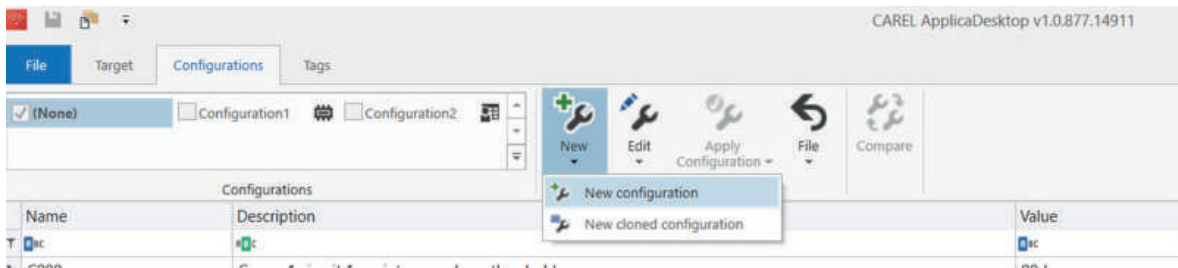 CAREL ApplicaDesktop v1.0.877.14911
File Target Configurations Tags
(None) Configuration1 Configuration2
New Edit Apply Configuration File Compare
Configurations
New configuration
New cloned configuration
Name Description Value